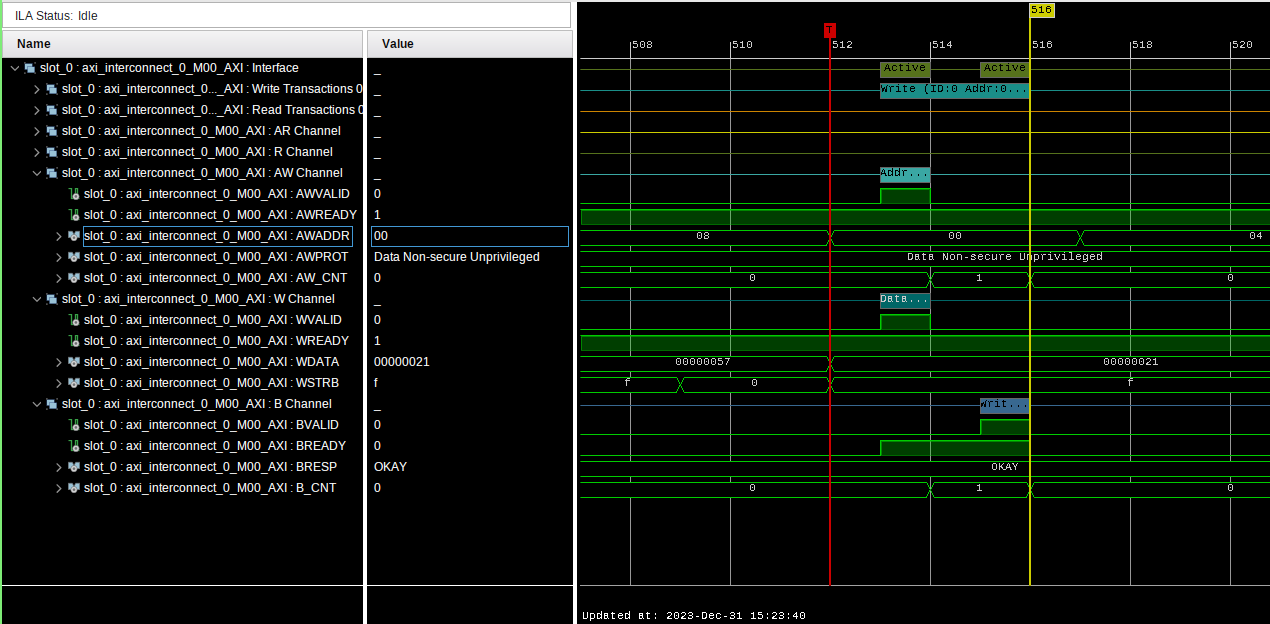 ILA Status: Idle
Name Value
516
T
508 510 512 514 516 518 520
slot_0 : axi_interconnect_0_M00_AXI : Interface _ Active Active
slot_0 : axi_interconnect_0..._AXI : Write Transactions 0 _ Write (ID:0 Addr:0...
slot_0 : axi_interconnect_0..._AXI : Read Transactions 0 _
slot_0 : axi_interconnect_0_M00_AXI : AR Channel _
slot_0 : axi_interconnect_0_M00_AXI : R Channel _
slot_0 : axi_interconnect_0_M00_AXI : AW Channel _ Addr...
slot_0 : axi_interconnect_0_M00_AXI : AWVALID 0
slot_0 : axi_interconnect_0_M00_AXI : AWREADY 1
slot_0 : axi_interconnect_0_M00_AXI : AWADDR 00 08 00 04
slot_0 : axi_interconnect_0_M00_AXI : AWPROT Data Non-secure Unprivileged Data Non-secure Unprivileged
slot_0 : axi_interconnect_0_M00_AXI : AW_CNT 0 0 1 0
slot_0 : axi_interconnect_0_M00_AXI : W Channel _ Data...
slot_0 : axi_interconnect_0_M00_AXI : WVALID 0
slot_0 : axi_interconnect_0_M00_AXI : WREADY 1
slot_0 : axi_interconnect_0_M00_AXI : WDATA 00000021 00000057 00000021
slot_0 : axi_interconnect_0_M00_AXI : WSTRB f f 0 f
slot_0 : axi_interconnect_0_M00_AXI : B Channel _ Writ...
slot_0 : axi_interconnect_0_M00_AXI : BVALID 0
slot_0 : axi_interconnect_0_M00_AXI : BREADY 0
slot_0 : axi_interconnect_0_M00_AXI : BRESP OKAY OKAY
slot_0 : axi_interconnect_0_M00_AXI : B_CNT 0 0 1 0
Updated at: 2023-Dec-31 15:23:40